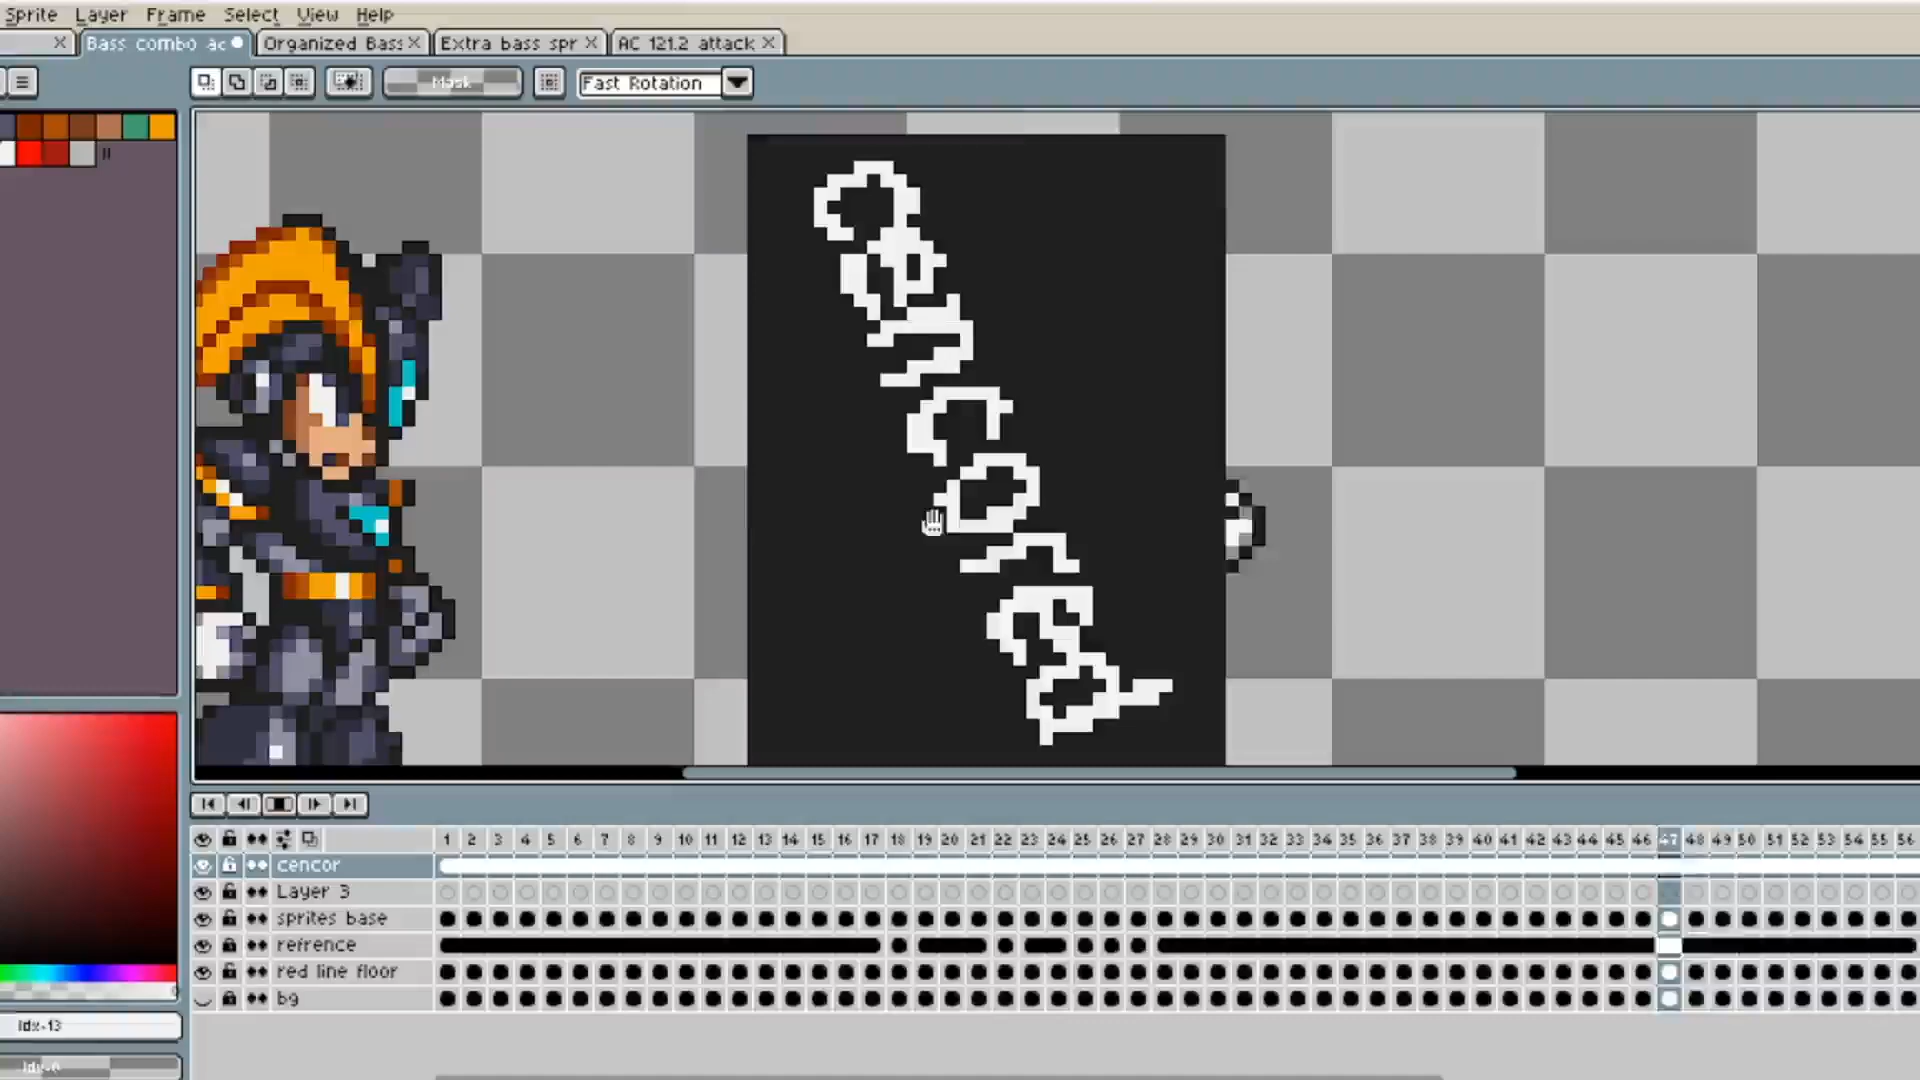 Sprite Layer Frame Select View Help
Bass combo ac Organized Bass Extra bass spr AC 121.2 attack
Mask Fast Rotation
cencored
1 2 3 4 5 6 7 8 9 10 11 12 13 14 15 16 17 18 19 20 21 22 23 24 25 26 27 28 29 30 31 32 33 34 35 36 37 38 39 40 41 42 43 44 45 46 47 48 49 50 51 52 53 54 55 56
cencor
Layer 3
sprites base
refrence
red line floor
bg
Idx-13
Idx-0